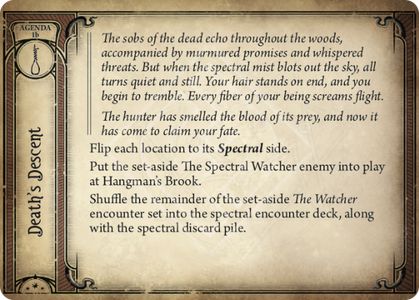 AGENDA
1b
Death's Descent
The sobs of the dead echo throughout the woods,
accompanied by murmured promises and whispered
threats. But when the spectral mist blots out the sky, all
turns quiet and still. Your hair stands on end, and you
begin to tremble. Every fiber of your being screams flight.
The hunter has smelled the blood of its prey, and now it
has come to claim your fate.
Flip each location to its Spectral side.
Put the set-aside The Spectral Watcher enemy into play
at Hangman's Brook.
Shuffle the remainder of the set-aside The Watcher
encounter set into the spectral encounter deck, along
with the spectral discard pile.